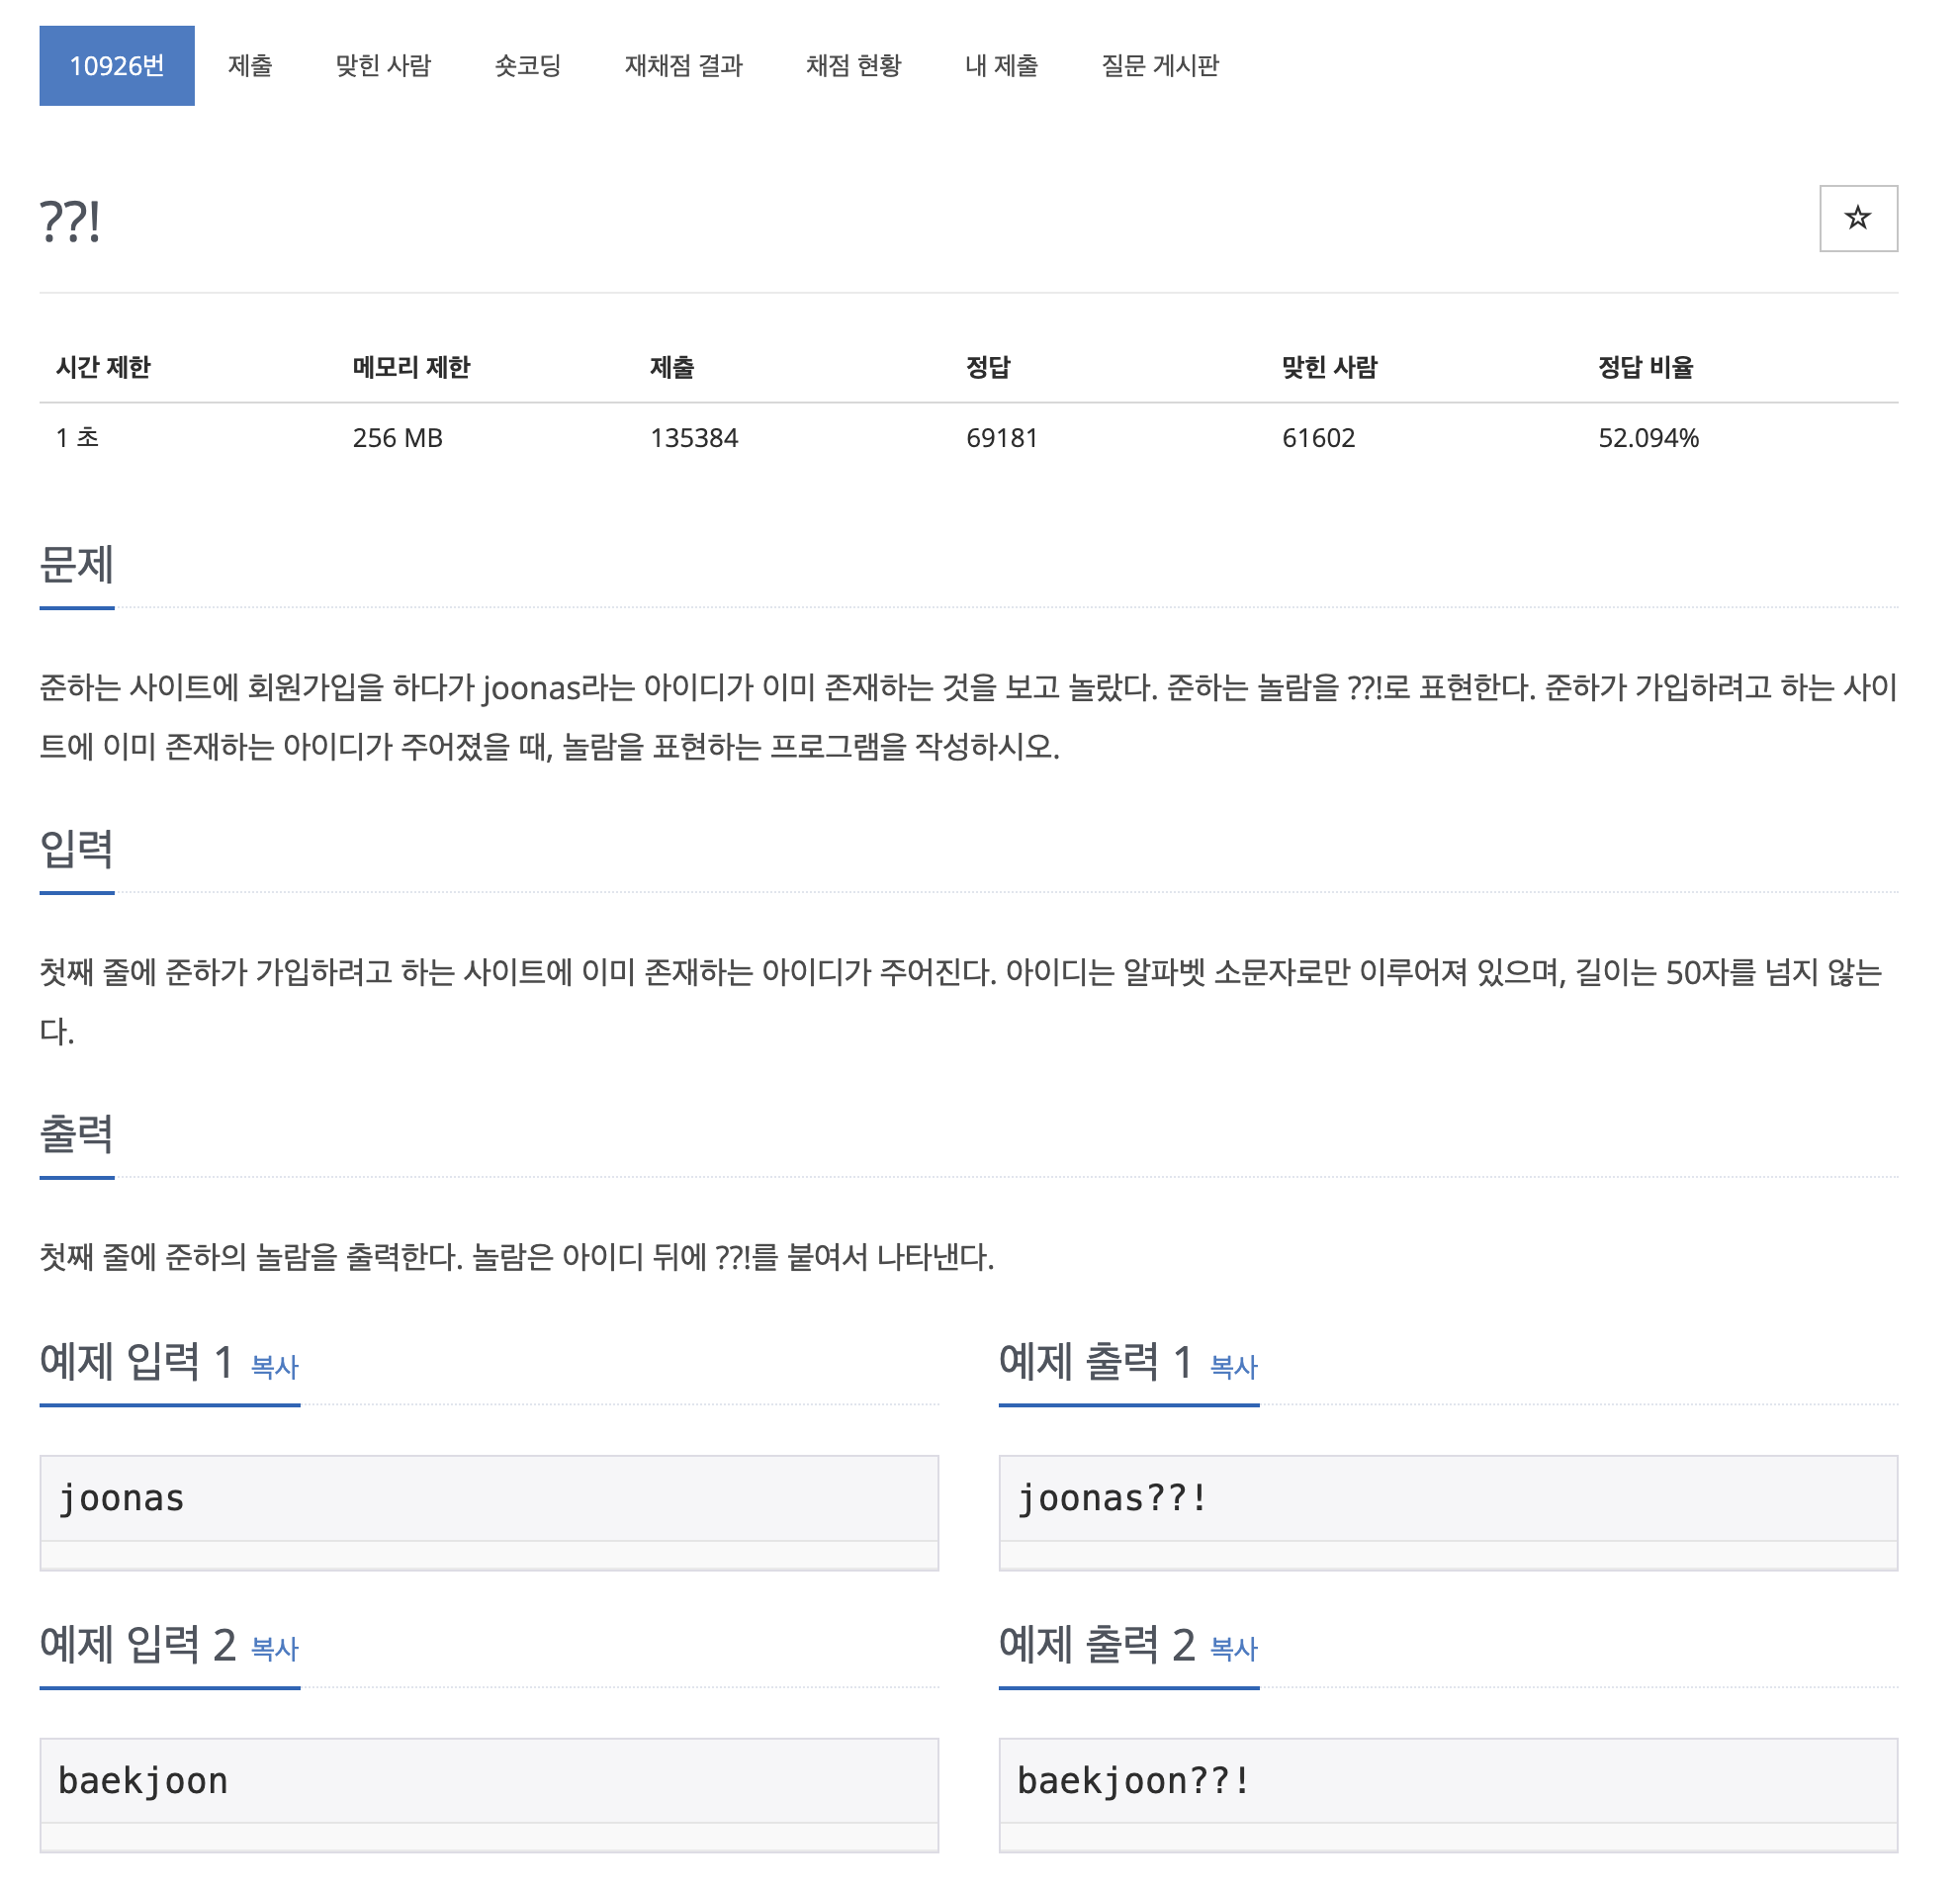 10926번 제출 맞힌 사람 숏코딩 재채점 결과 채점 현황 내 제출 질문 게시판
??!
☆
시간 제한 메모리 제한 제출 정답 맞힌 사람 정답 비율
1 초 256 MB 135384 69181 61602 52.094%
문제
준하는 사이트에 회원가입을 하다가 joonas라는 아이디가 이미 존재하는 것을 보고 놀랐다. 준하는 놀람을 ??!로 표현한다. 준하가 가입하려고 하는 사이
트에 이미 존재하는 아이디가 주어졌을 때, 놀람을 표현하는 프로그램을 작성하시오.
입력
첫째 줄에 준하가 가입하려고 하는 사이트에 이미 존재하는 아이디가 주어진다. 아이디는 알파벳 소문자로만 이루어져 있으며, 길이는 50자를 넘지 않는
다.
출력
첫째 줄에 준하의 놀람을 출력한다. 놀람은 아이디 뒤에 ??!를 붙여서 나타낸다.
예제 입력 1 복사 예제 출력 1 복사
joonas joonas??!
예제 입력 2 복사 예제 출력 2 복사
baekjoon baekjoon??!